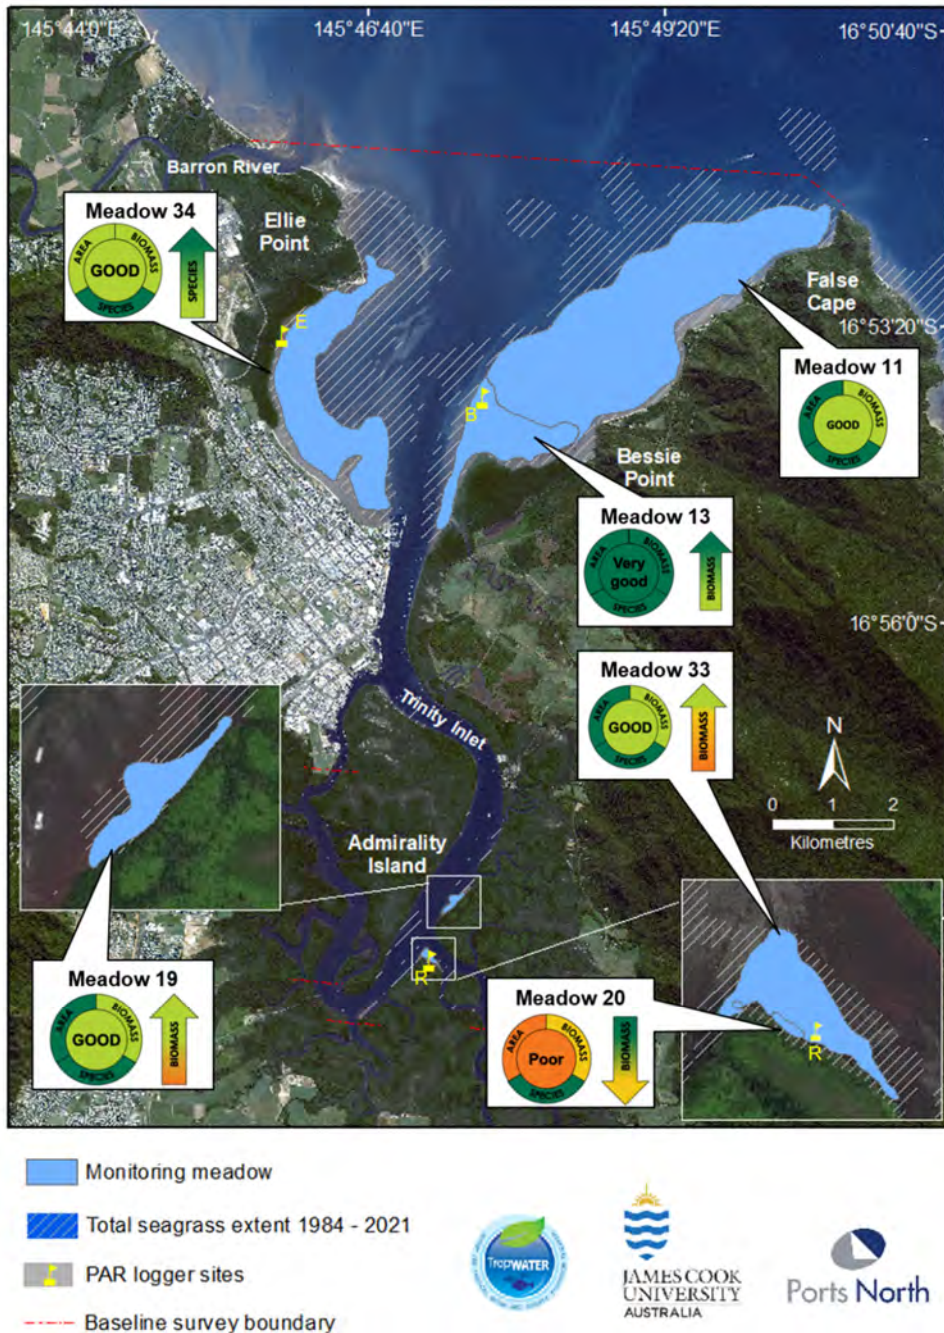 145°44'0"E
145°46'40"E
145°49'20"E
16°50'40"S
Barron River
Meadow 34
AREA
BIOMASS
GOOD
SPECIES
SPECIES
Ellie
Point
E
False
Cape
16°53'20"S
Meadow 11
AREA
BIOMASS
GOOD
SPECIES
B
Bessie
Point
Meadow 13
AREA
BIOMASS
Very
good
SPECIES
BIOMASS
16°56'0"S
Meadow 33
AREA
BIOMASS
GOOD
SPECIES
BIOMASS
Trinity Inlet
N
0 1 2
Kilometres
Admirality
Island
R
Meadow 19
AREA
BIOMASS
GOOD
SPECIES
BIOMASS
Meadow 20
AREA
BIOMASS
Poor
SPECIES
BIOMASS
R
Monitoring meadow
Total seagrass extent 1984 - 2021
PAR logger sites
Baseline survey boundary
TropWATER
JAMES COOK
UNIVERSITY
AUSTRALIA
Ports North